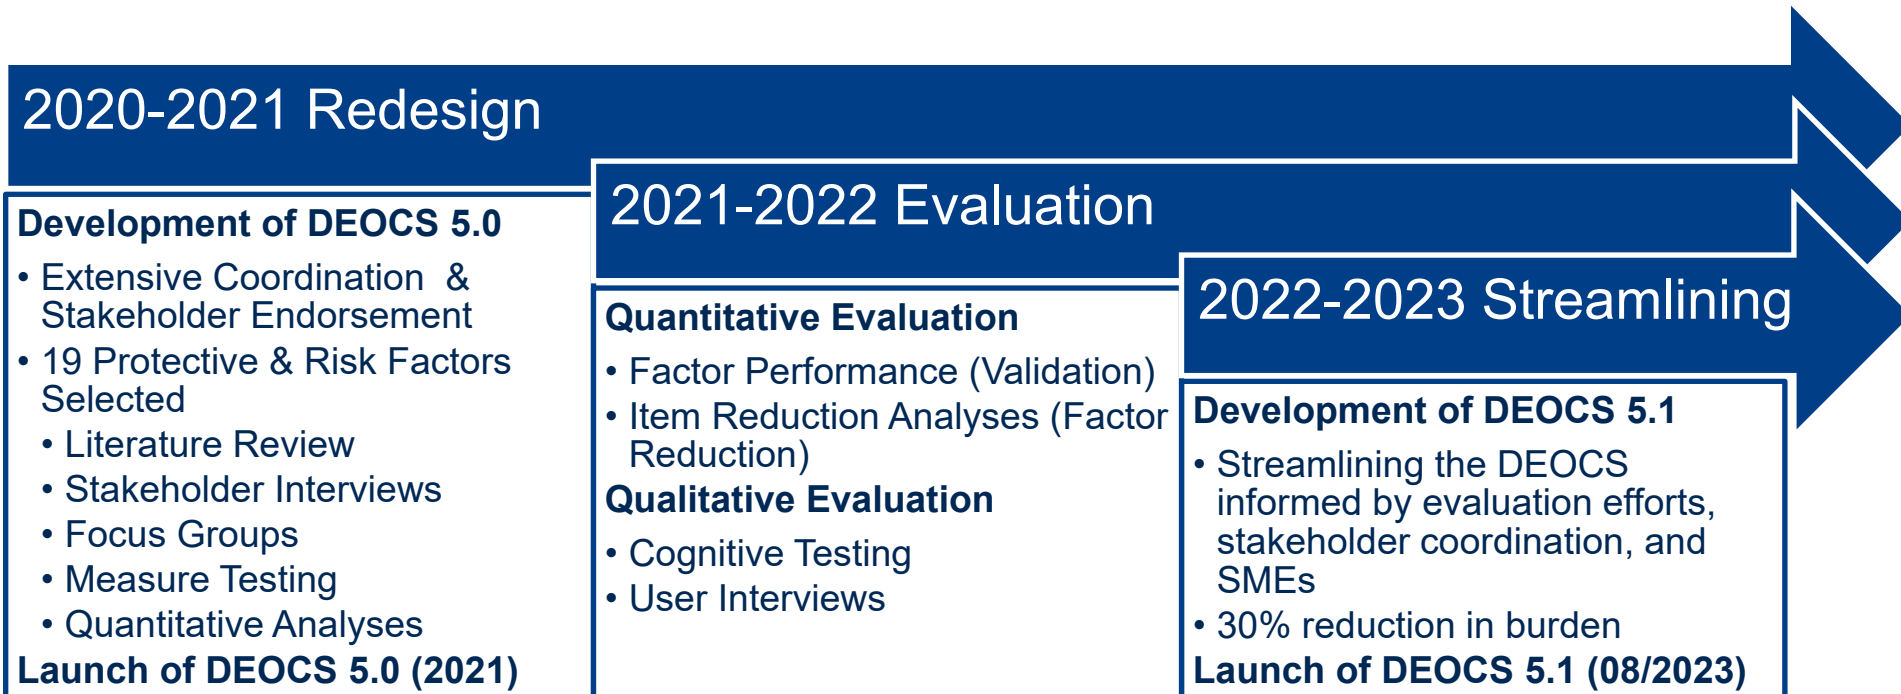 2020-2021 Redesign
Development of DEOCS 5.0
• Extensive Coordination &
Stakeholder Endorsement
• 19 Protective & Risk Factors
Selected
• Literature Review
• Stakeholder Interviews
• Focus Groups
• Measure Testing
• Quantitative Analyses
Launch of DEOCS 5.0 (2021)
2021-2022 Evaluation
Quantitative Evaluation
• Factor Performance (Validation)
• Item Reduction Analyses (Factor
Reduction)
Qualitative Evaluation
• Cognitive Testing
• User Interviews
2022-2023 Streamlining
Development of DEOCS 5.1
• Streamlining the DEOCS
informed by evaluation efforts,
stakeholder coordination, and
SMEs
• 30% reduction in burden
Launch of DEOCS 5.1 (08/2023)